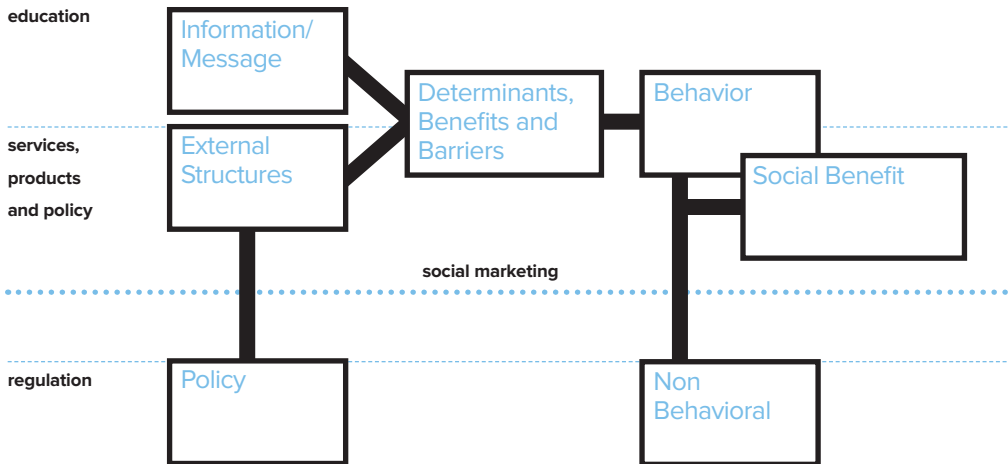 education
Information/
Message
Determinants,
Benefits and
Barriers
Behavior
services,
products
and policy
External
Structures
Social Benefit
social marketing
regulation
Policy
Non
Behavioral